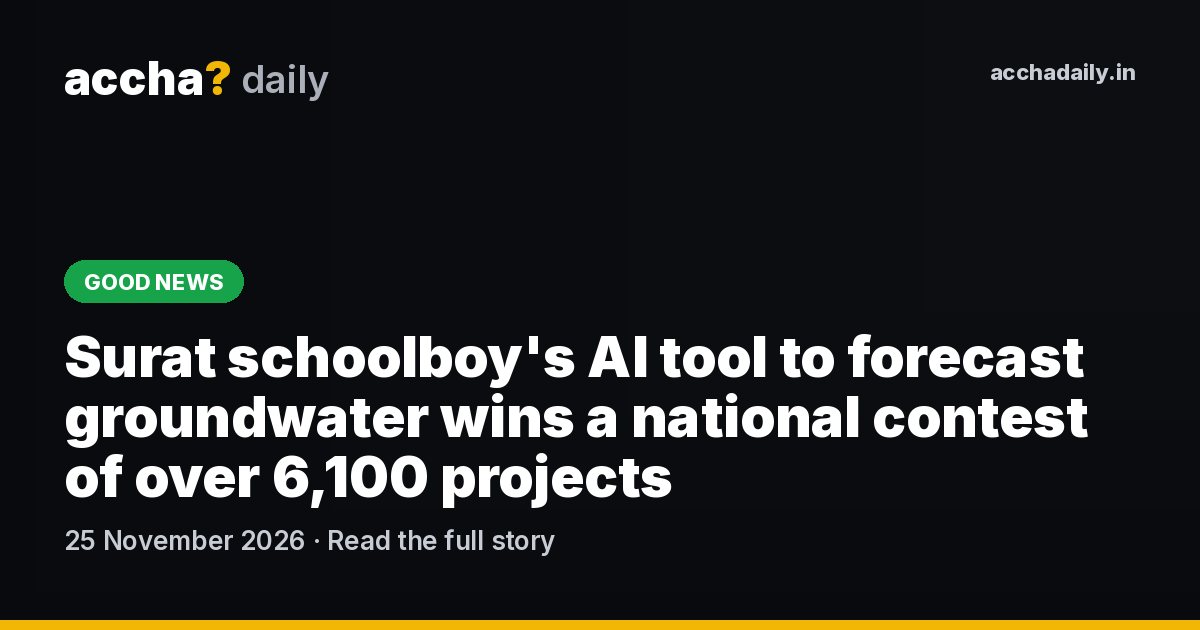 accha? daily
acchadaily.in
GOOD NEWS
Surat schoolboy's AI tool to forecast
groundwater wins a national contest
of over 6,100 projects
25 November 2026 · Read the full story